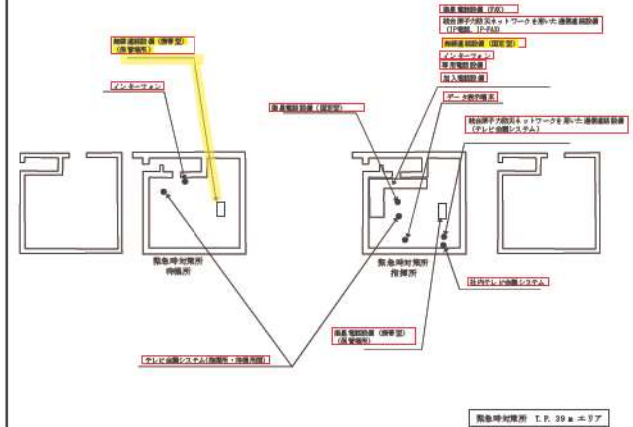 衛星電話設備（FAX）
統合原子力防災ネットワークを用いた通信連絡設備
（IP電話、IP-FAX）
無線連絡設備（固定型）
インターフォン
専用電話設備
加入電話設備
データ表示端末
統合原子力防災ネットワークを用いた通信連絡設備
（テレビ会議システム）
無線連絡設備（携帯型）
（保管場所）
インターフォン
衛星電話設備（固定型）
緊急時対策所
待機所
緊急時対策所
指揮所
社内テレビ会議システム
衛星電話設備（携帯型）
（保管場所）
テレビ会議システム(指揮所・待機所間)
緊急時対策所 T.P. 39m エリア